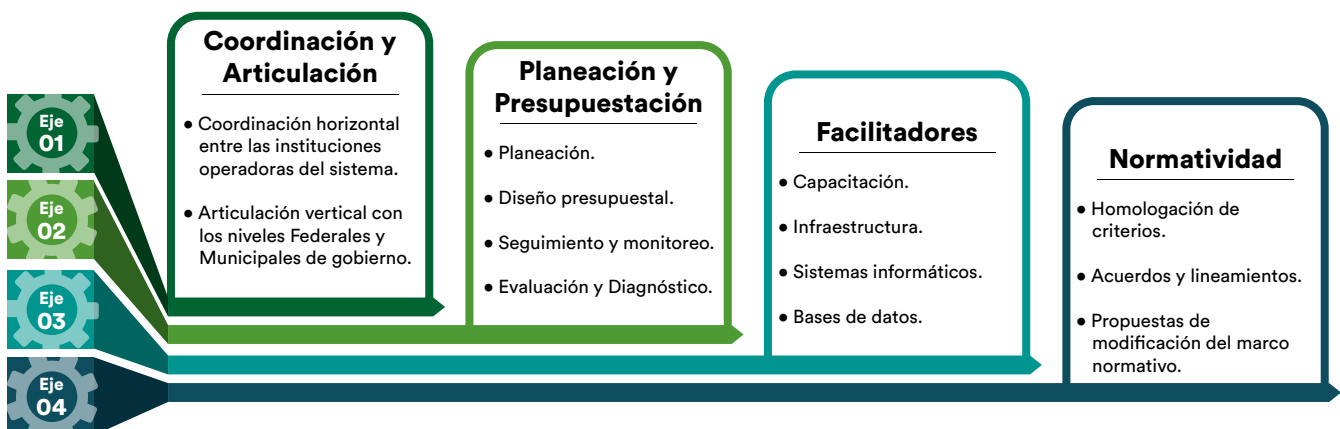 Eje
01
Eje
02
Eje
03
Eje
04
Coordinación y
Articulación
• Coordinación horizontal
entre las instituciones
operadoras del sistema.
• Articulación vertical con
los niveles Federales y
Municipales de gobierno.
Planeación y
Presupuestación
• Planeación.
• Diseño presupuestal.
• Seguimiento y monitoreo.
• Evaluación y Diagnóstico.
Facilitadores
• Capacitación.
• Infraestructura.
• Sistemas informáticos.
• Bases de datos.
Normatividad
• Homologación de
criterios.
• Acuerdos y lineamientos.
• Propuestas de
modificación del marco
normativo.